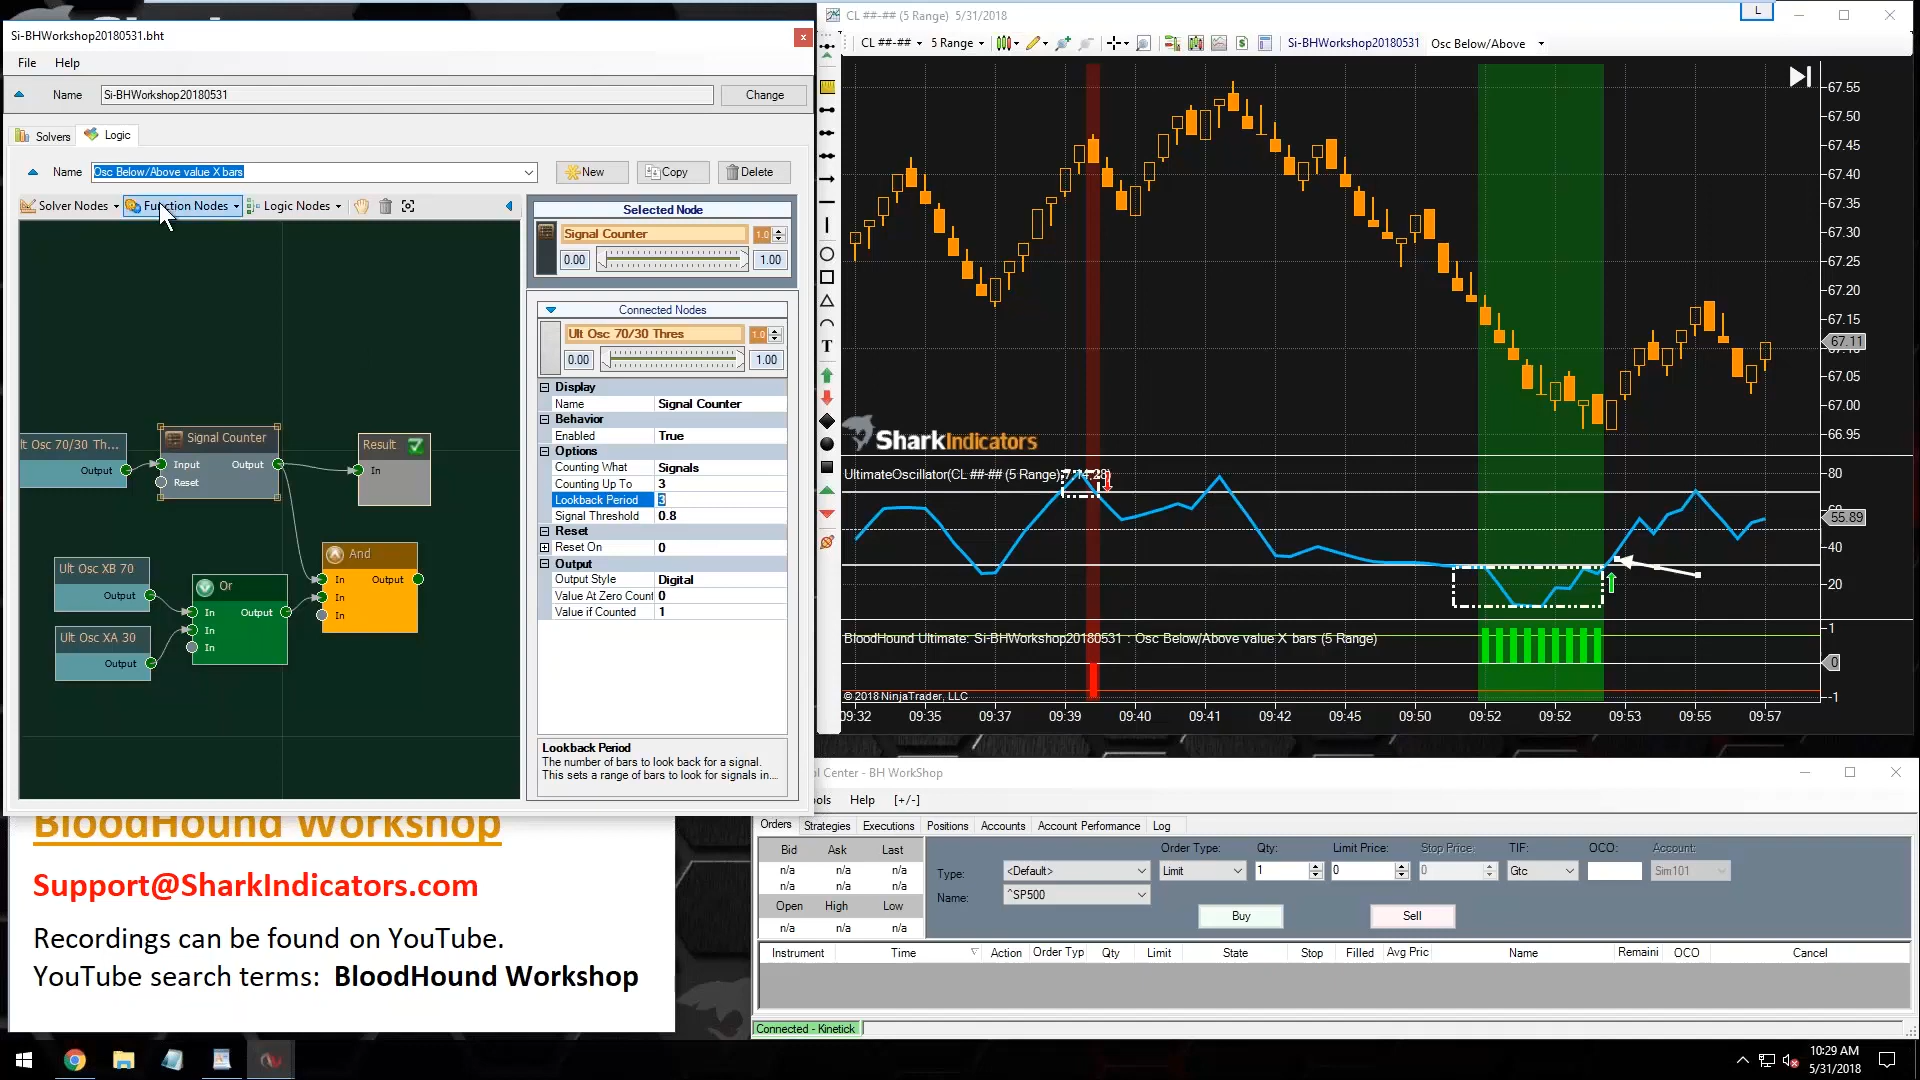 Si-BHWorkshop20180531.bht
File Help
Name Si-BHWorkshop20180531 Change
Solvers Logic
Name Osc Below/Above value X bars New Copy Delete
Solver Nodes Function Nodes Logic Nodes
Selected Node
Signal Counter 1.0
0.00 1.00
Connected Nodes
Ult Osc 70/30 Thres 1.0
0.00 1.00
Display
Name Signal Counter
Behavior
Enabled True
Options
Counting What Signals
Counting Up To 3
Lookback Period 3
Signal Threshold 0.8
Reset
Reset On 0
Output
Output Style Digital
Value At Zero Count 0
Value if Counted 1
Lookback Period
The number of bars to look back for a signal.
This sets a range of bars to look for signals in....
lt Osc 70/30 Th...
Output
Signal Counter
Input Output
Reset
Result
In
Ult Osc XB 70
Output
Ult Osc XA 30
Output
Or
In Output
In
In
And
In Output
In
In
CL ##-## (5 Range) 5/31/2018
L
CL ##-## 5 Range Si-BHWorkshop20180531 Osc Below/Above
T
67.55
67.50
67.45
67.40
67.35
67.30
67.25
67.20
67.15
67.11
67.05
67.00
66.95
SharkIndicators
UltimateOscillator(CL ##-## (5 Range),7,14,28)
80
55.89
40
20
BloodHound Ultimate: Si-BHWorkshop20180531 : Osc Below/Above value X bars (5 Range)
1
0
-1
© 2018 NinjaTrader, LLC
09:32 09:35 09:37 09:39 09:40 09:41 09:42 09:45 09:50 09:52 09:52 09:53 09:55 09:57
ol Center - BH WorkShop
ols Help [+/-]
Orders Strategies Executions Positions Accounts Account Performance Log
Bid Ask Last
n/a n/a n/a
n/a n/a n/a
Open High Low
n/a n/a n/a
Order Type: Qty: Limit Price: Stop Price: TIF: OCO: Account:
Type: <Default> Limit 1 0 0 Gtc Sim101
Name: ^SP500
Buy Sell
Instrument Time Action Order Typ Qty Limit State Stop Filled Avg Pric Name Remaini OCO Cancel
Connected - Kinetick
BloodHound Workshop
Support@SharkIndicators.com
Recordings can be found on YouTube.
YouTube search terms: BloodHound Workshop
10:29 AM
5/31/2018